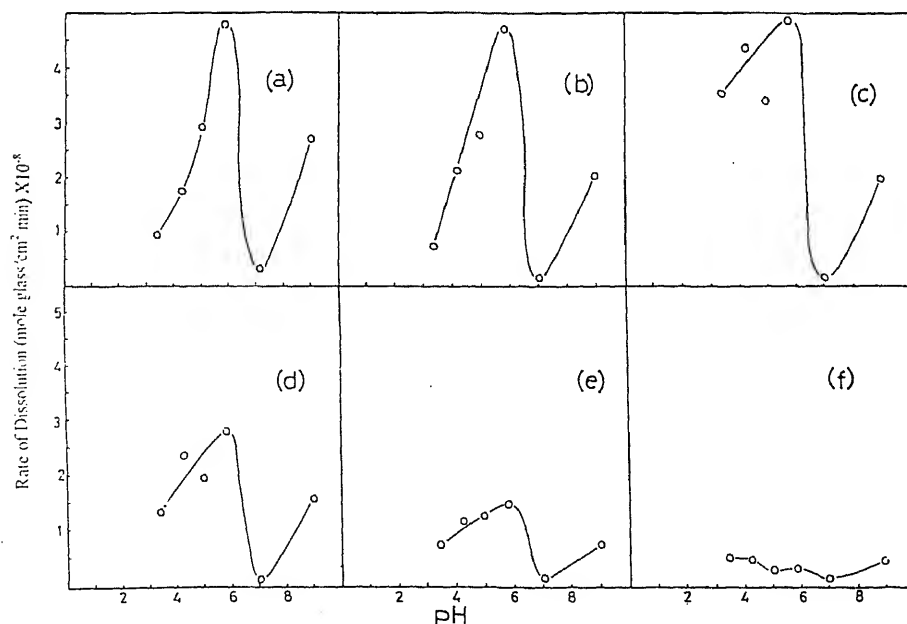 Rate of Dissolution (mole glass/cm² min) X10⁻⁸
4
3
2
1
(a)
(b)
(c)
5
4
3
2
1
(d)
(e)
(f)
2 4 6 8
2 4 6 8
2 4 6 8
pH